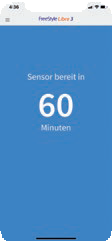 4:36
FreeStyle Libre 3
Sensor bereit in
60
Minuten